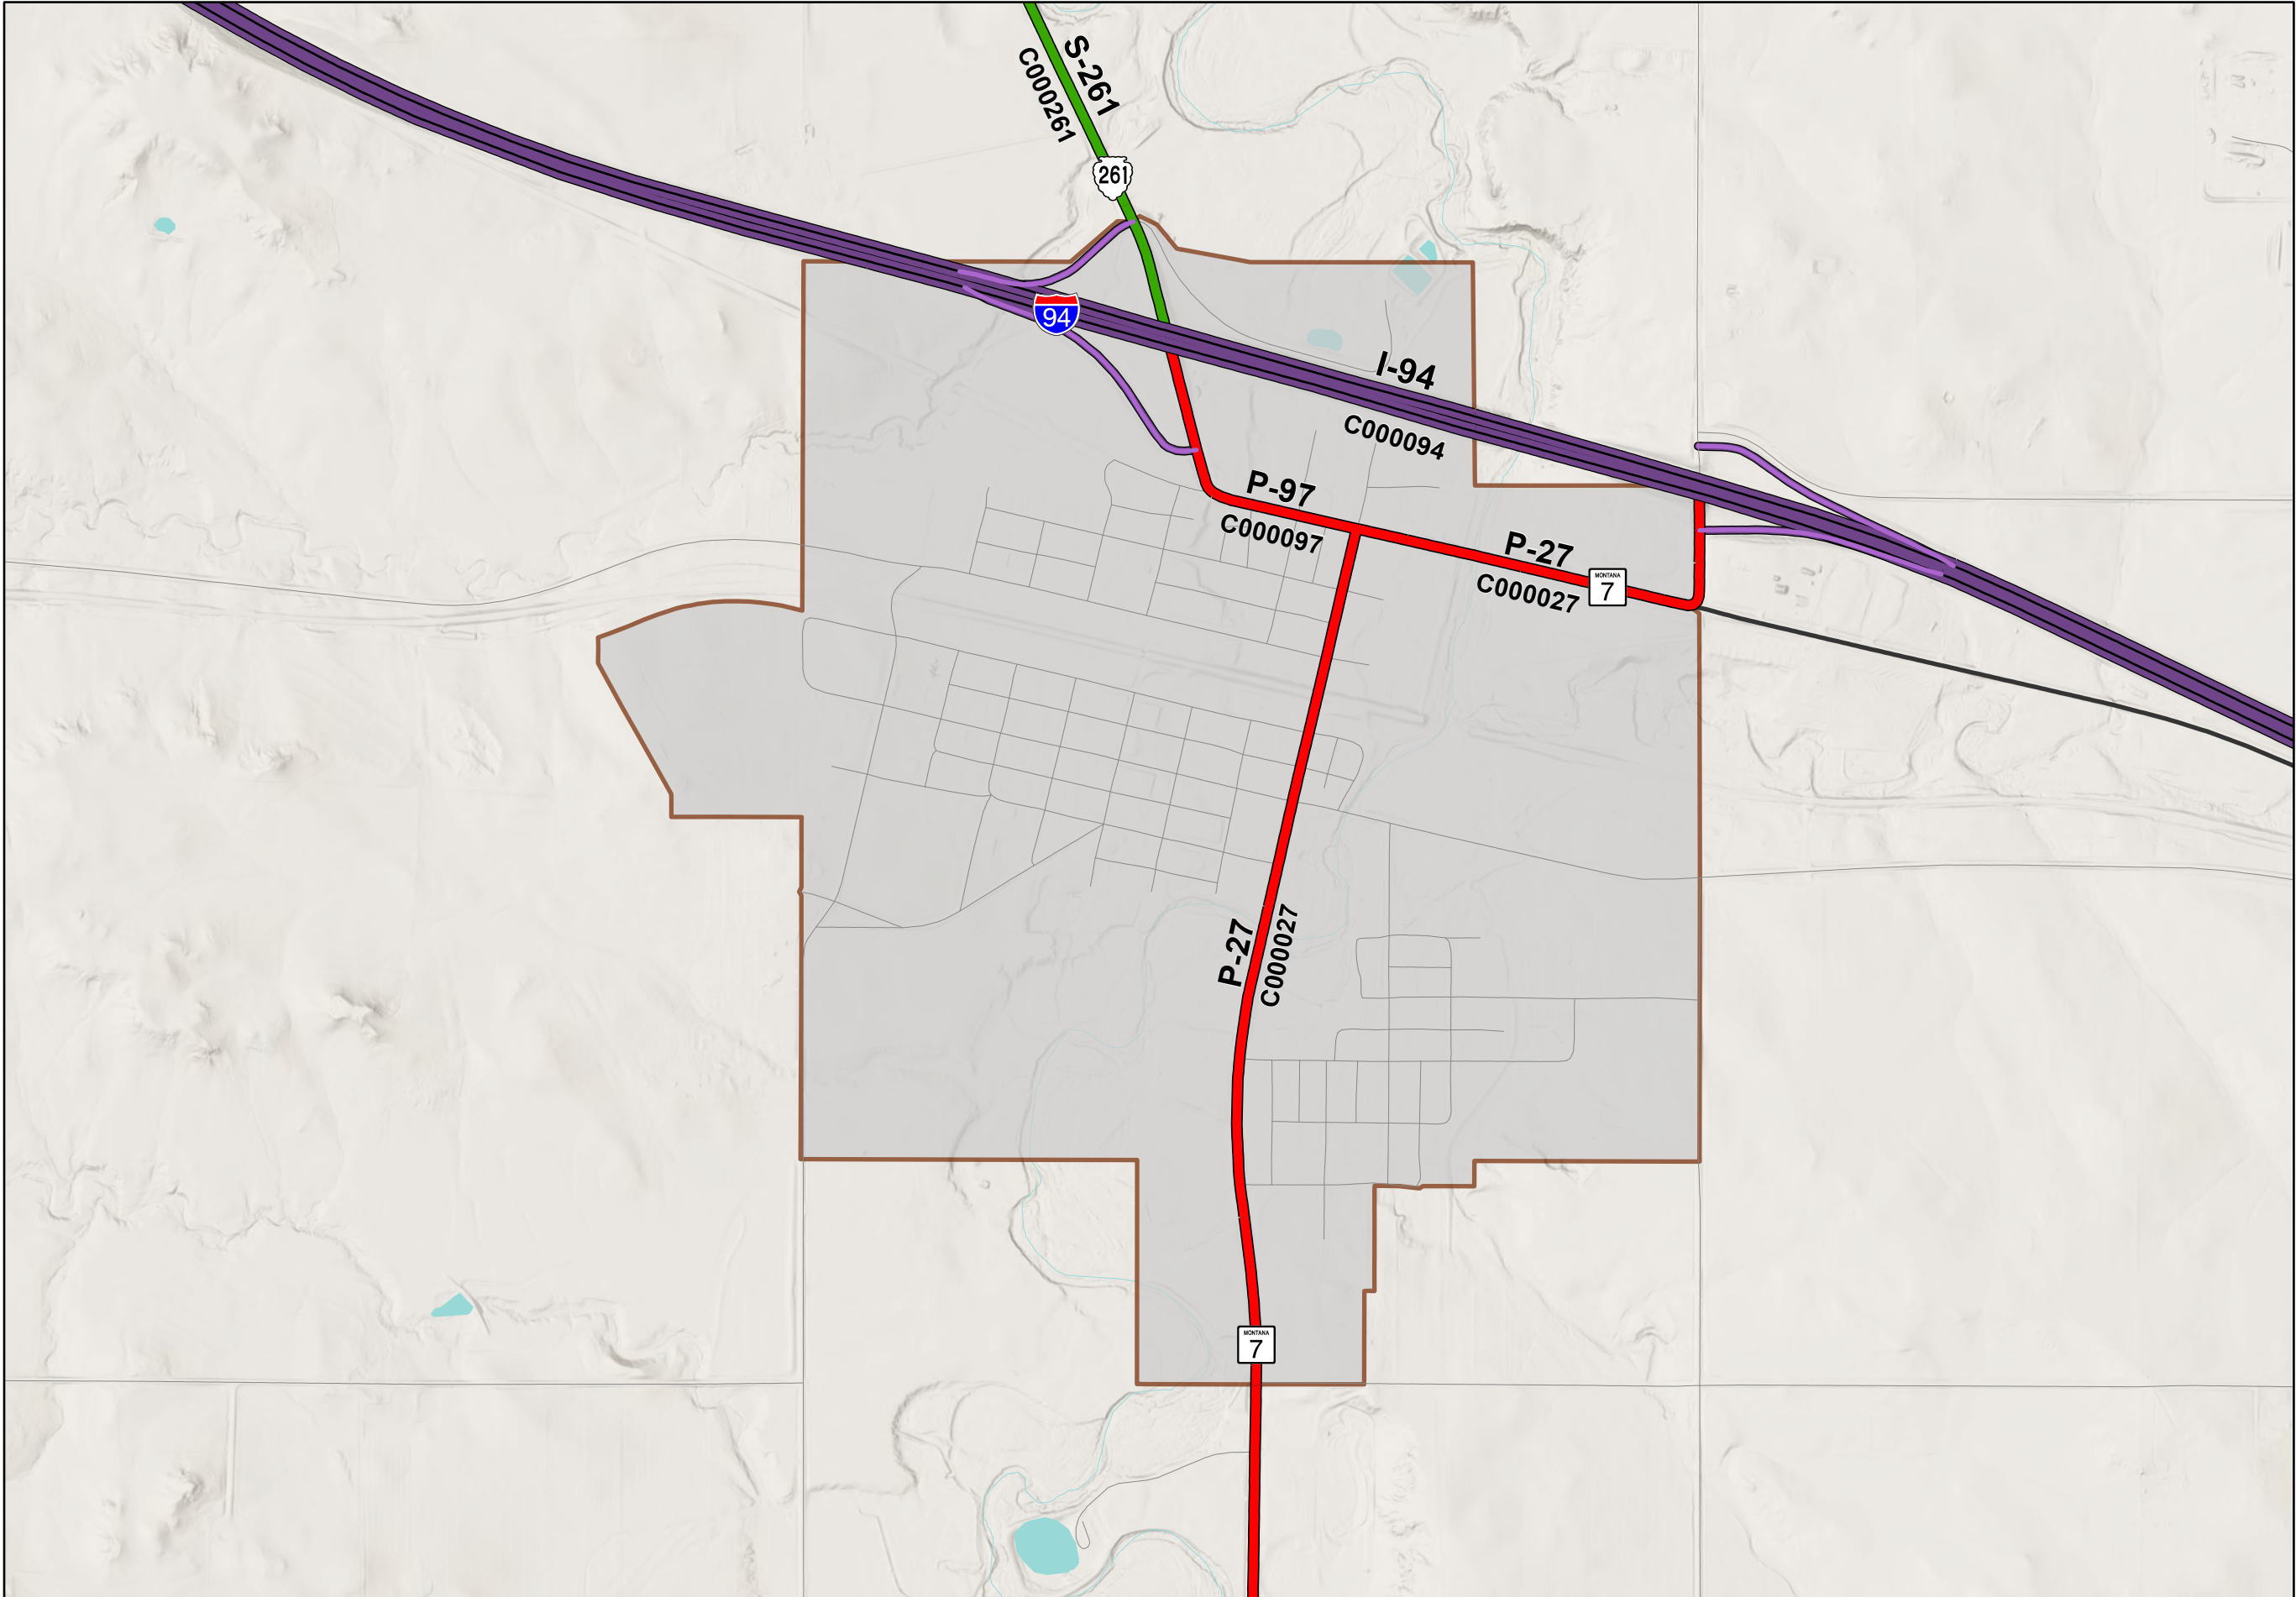 S-261
C000261
261
94
I-94
C000094
P-97
C000097
P-27
C000027
MONTANA
7
P-27
C000027
MONTANA
7